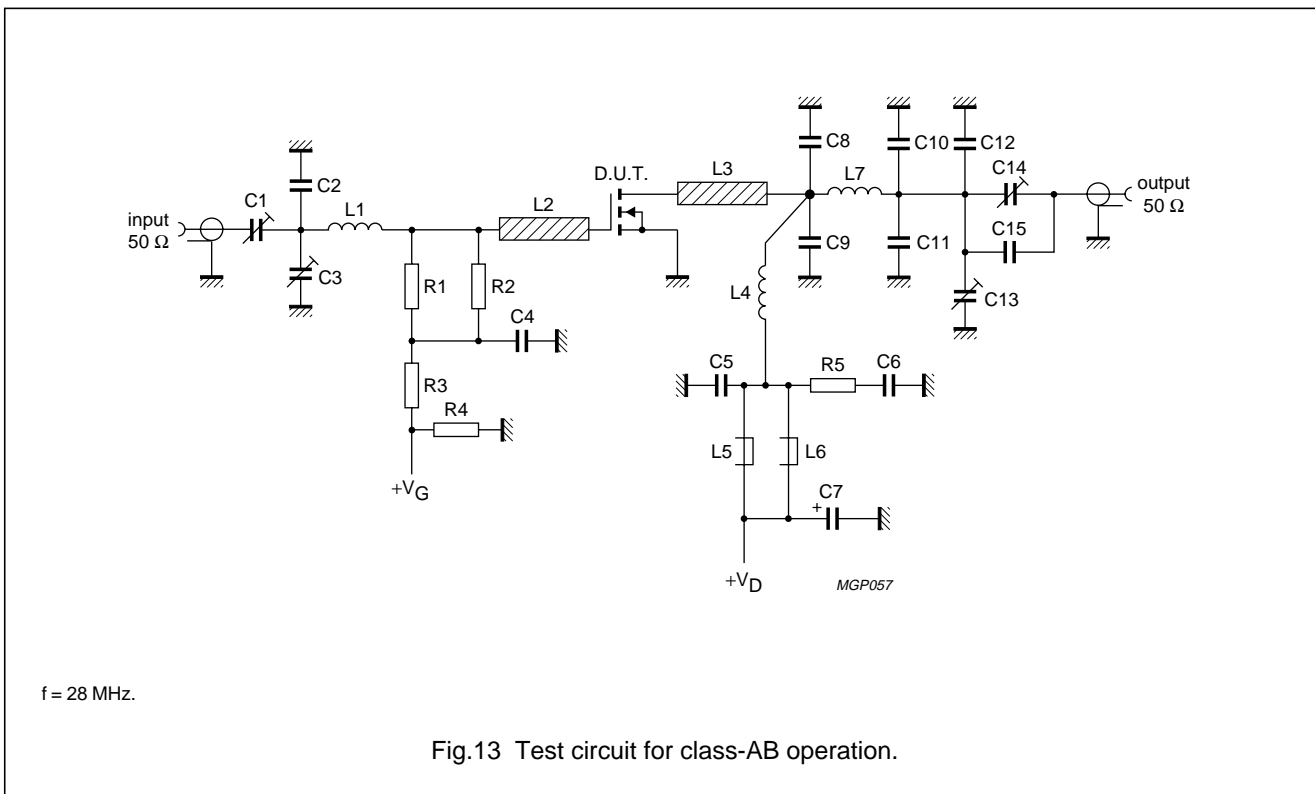 C8
C10
C12
D.U.T.
L3
L7
C14
output
50 Ω
C2
C1
L1
L2
input
50 Ω
C9
C11
C15
C3
R1
R2
L4
C13
C4
C5
R5
C6
R3
R4
L5
L6
+VG
C7
+
+VD
MGP057
f = 28 MHz.
Fig.13 Test circuit for class-AB operation.